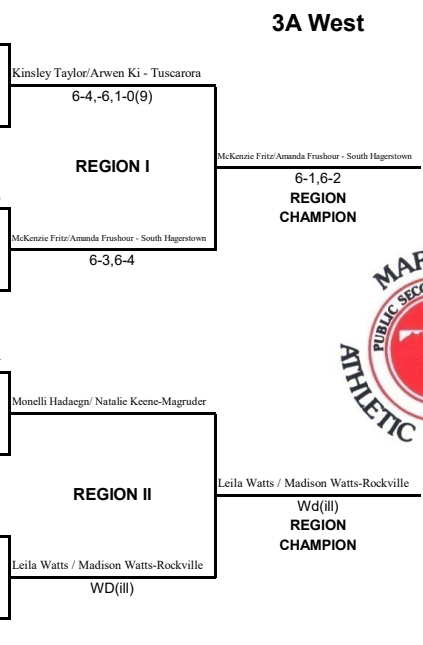 3A West
Kinsley Taylor/Arwen Ki - Tuscarora
6-4,-6,1-0(9)
REGION I
McKenzie Fritz/Amanda Frushour - South Hagerstown
6-1,6-2
REGION
CHAMPION
McKenzie Fritz/Amanda Frushour - South Hagerstown
6-3,6-4
PUBLIC
ATHLETIC
Monelli Hadaegn/ Natalie Keene-Magruder
REGION II
Leila Watts / Madison Watts-Rockville
Wd(ill)
REGION
CHAMPION
Leila Watts / Madison Watts-Rockville
WD(ill)